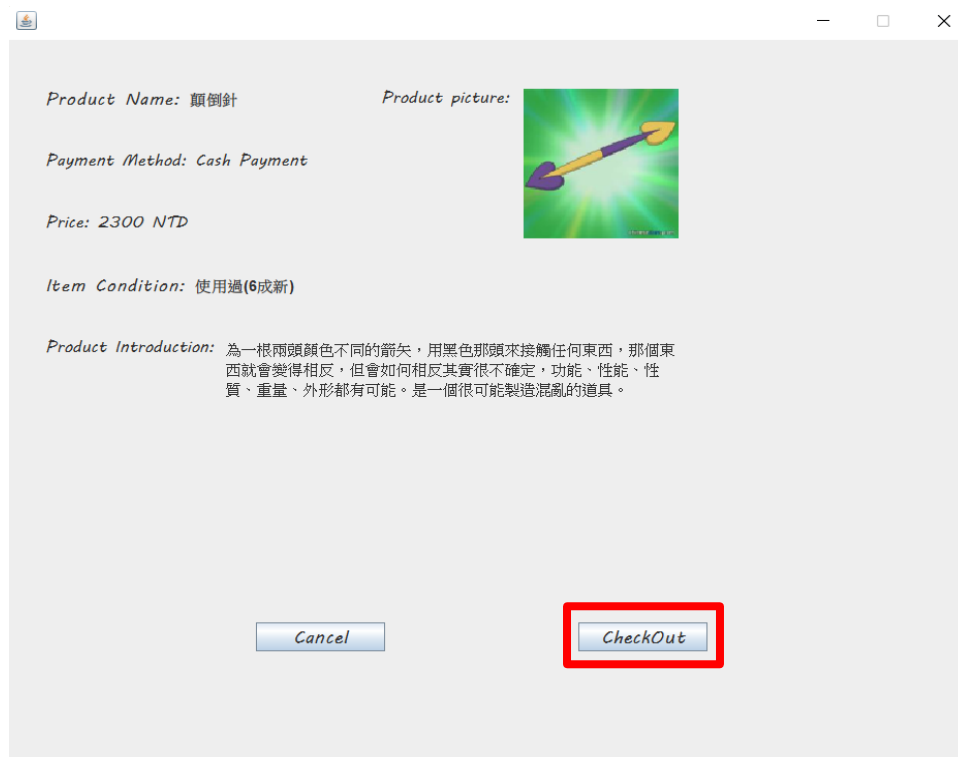 Product Name: 顛倒針
Product picture:
Payment Method: Cash Payment
Price: 2300 NTD
Item Condition: 使用過(6成新)
Product Introduction: 為一根兩頭顏色不同的箭矢，用黑色那頭來接觸任何東西，那個東
西就會變得相反，但會如何相反其實很不確定，功能、性能、性
質、重量、外形都有可能。是一個很可能製造混亂的道具。
Cancel
CheckOut